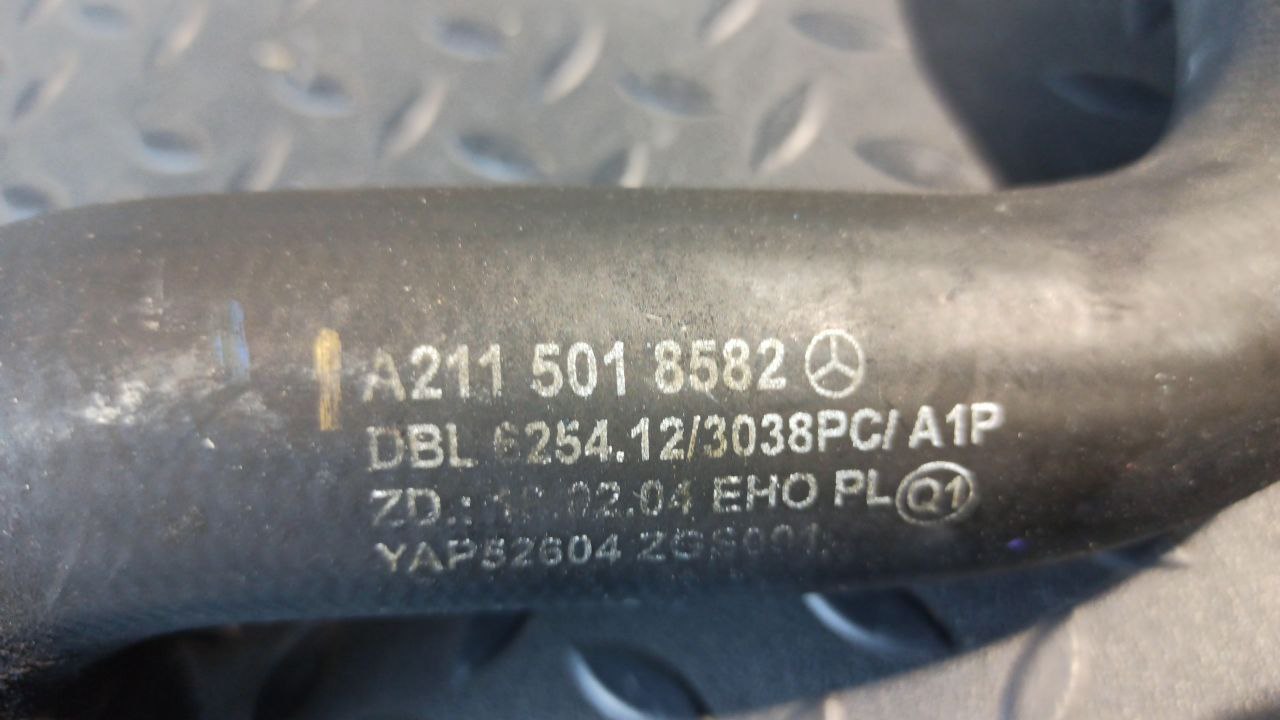 A211 501 8582
DBL 6254.12/3038PC/ A1P
ZD.: 02.04 EHO PL Q1
YAP52604